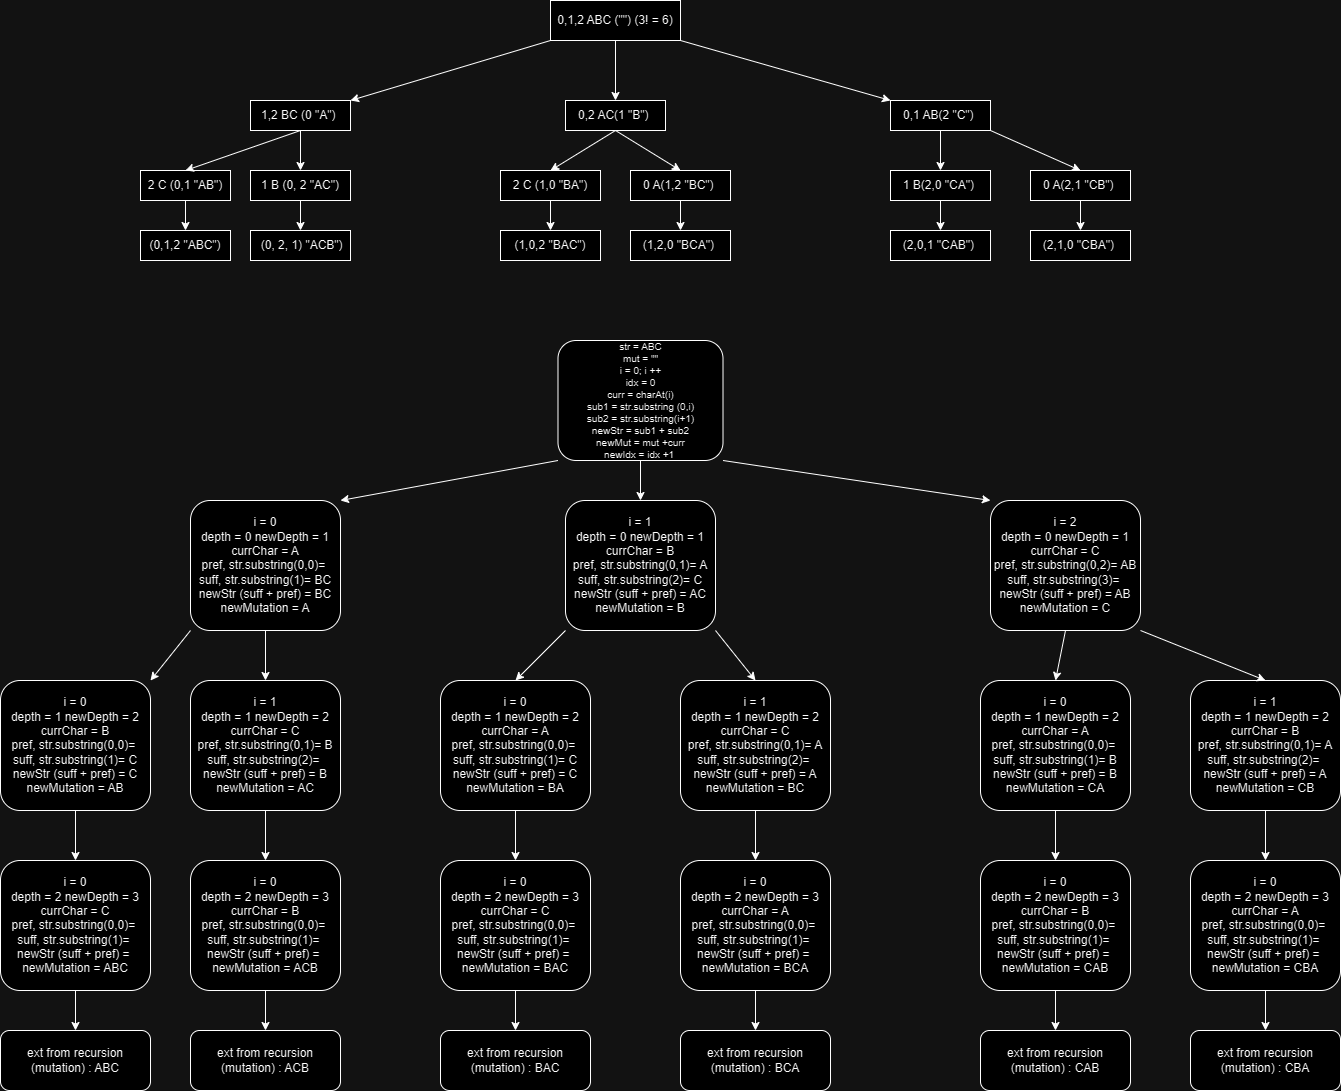 0,1,2 ABC ("") (3! = 6)
1,2 BC (0 "A")
0,2 AC(1 "B")
0,1 AB(2 "C")
2 C (0,1 "AB")
1 B (0, 2 "AC")
2 C (1,0 "BA")
0 A(1,2 "BC")
1 B(2,0 "CA")
0 A(2,1 "CB")
(0,1,2 "ABC")
(0, 2, 1) "ACB")
(1,0,2 "BAC")
(1,2,0 "BCA")
(2,0,1 "CAB")
(2,1,0 "CBA")
str = ABC
mut = ""
i = 0; i ++
idx = 0
curr = charAt(i)
sub1 = str.substring (0,i)
sub2 = str.substring(i+1)
newStr = sub1 + sub2
newMut = mut +curr
newIdx = idx +1
i = 0
depth = 0 newDepth = 1
currChar = A
pref, str.substring(0,0)=
suff, str.substring(1)= BC
newStr (suff + pref) = BC
newMutation = A
i = 1
depth = 0 newDepth = 1
currChar = B
pref, str.substring(0,1)= A
suff, str.substring(2)= C
newStr (suff + pref) = AC
newMutation = B
i = 2
depth = 0 newDepth = 1
currChar = C
pref, str.substring(0,2)= AB
suff, str.substring(3)=
newStr (suff + pref) = AB
newMutation = C
i = 0
depth = 1 newDepth = 2
currChar = B
pref, str.substring(0,0)=
suff, str.substring(1)= C
newStr (suff + pref) = C
newMutation = AB
i = 1
depth = 1 newDepth = 2
currChar = C
pref, str.substring(0,1)= B
suff, str.substring(2)=
newStr (suff + pref) = B
newMutation = AC
i = 0
depth = 1 newDepth = 2
currChar = A
pref, str.substring(0,0)=
suff, str.substring(1)= C
newStr (suff + pref) = C
newMutation = BA
i = 1
depth = 1 newDepth = 2
currChar = C
pref, str.substring(0,1)= A
suff, str.substring(2)=
newStr (suff + pref) = A
newMutation = BC
i = 0
depth = 1 newDepth = 2
currChar = A
pref, str.substring(0,0)=
suff, str.substring(1)= B
newStr (suff + pref) = B
newMutation = CA
i = 1
depth = 1 newDepth = 2
currChar = B
pref, str.substring(0,1)= A
suff, str.substring(2)=
newStr (suff + pref) = A
newMutation = CB
i = 0
depth = 2 newDepth = 3
currChar = C
pref, str.substring(0,0)=
suff, str.substring(1)=
newStr (suff + pref) =
newMutation = ABC
i = 0
depth = 2 newDepth = 3
currChar = B
pref, str.substring(0,0)=
suff, str.substring(1)=
newStr (suff + pref) =
newMutation = ACB
i = 0
depth = 2 newDepth = 3
currChar = C
pref, str.substring(0,0)=
suff, str.substring(1)=
newStr (suff + pref) =
newMutation = BAC
i = 0
depth = 2 newDepth = 3
currChar = A
pref, str.substring(0,0)=
suff, str.substring(1)=
newStr (suff + pref) =
newMutation = BCA
i = 0
depth = 2 newDepth = 3
currChar = B
pref, str.substring(0,0)=
suff, str.substring(1)=
newStr (suff + pref) =
newMutation = CAB
i = 0
depth = 2 newDepth = 3
currChar = A
pref, str.substring(0,0)=
suff, str.substring(1)=
newStr (suff + pref) =
newMutation = CBA
ext from recursion
(mutation) : ABC
ext from recursion
(mutation) : ACB
ext from recursion
(mutation) : BAC
ext from recursion
(mutation) : BCA
ext from recursion
(mutation) : CAB
ext from recursion
(mutation) : CBA